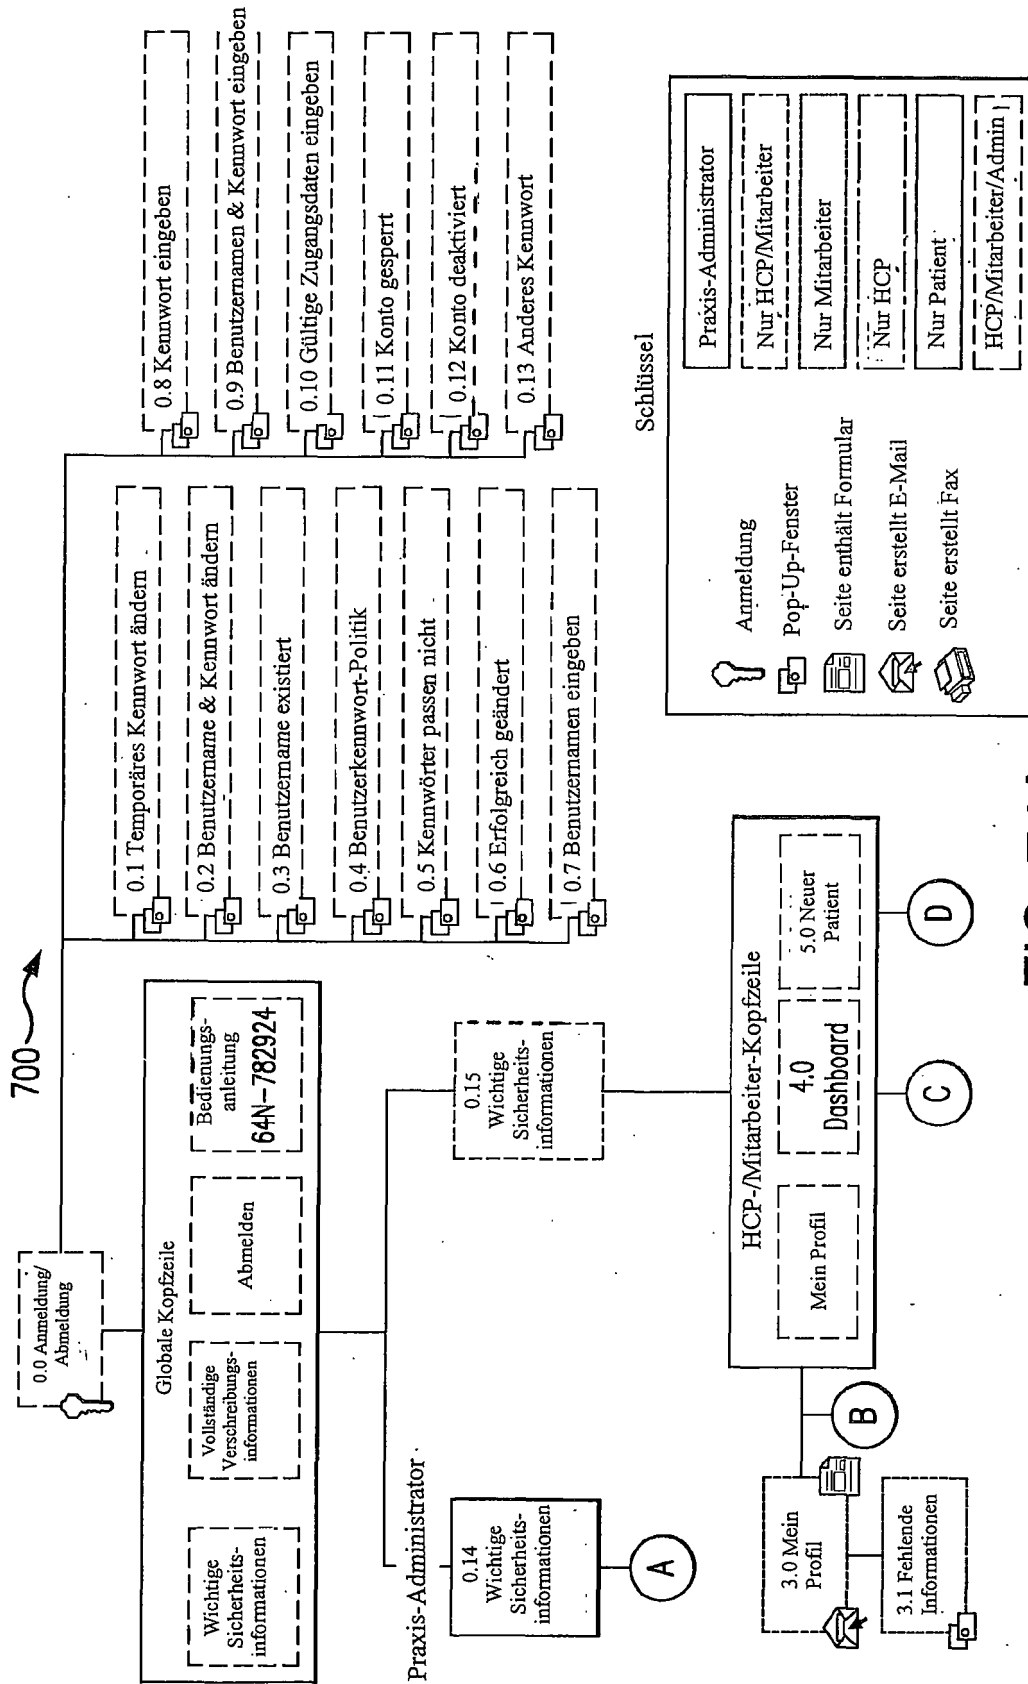 700
0.0 Anmeldung/
Abmeldung
Globale Kopfzeile
Wichtige
Sicherheits-
informationen
Vollständige
Verschreibungs-
informationen
Abmelden
Bedienungs-
anleitung
64N-782924
0.1 Temporäres Kennwort ändern
0.2 Benutzername & Kennwort ändern
0.3 Benutzername existiert
0.4 Benutzerkennwort-Politik
0.5 Kennwörter passen nicht
0.6 Erfolgreich geändert
0.7 Benutzernamen eingeben
0.8 Kennwort eingeben
0.9 Benutzernamen & Kennwort eingeben
0.10 Gültige Zugangsdaten eingeben
0.11 Konto gesperrt
0.12 Konto deaktiviert
0.13 Anderes Kennwort
Praxis-Administrator
0.14
Wichtige
Sicherheits-
informationen
A
0.15
Wichtige
Sicherheits-
informationen
HCP-/Mitarbeiter-Kopfzeile
Mein Profil
4.0
Dashboard
5.0 Neuer
Patient
B
C
D
3.0 Mein
Profil
3.1 Fehlende
Informationen
Schlüssel
Anmeldung
Pop-Up-Fenster
Seite enthält Formular
Seite erstellt E-Mail
Seite erstellt Fax
Praxis-Administrator
Nur HCP/Mitarbeiter
Nur Mitarbeiter
Nur HCP
Nur Patient
HCP/Mitarbeiter/Admin